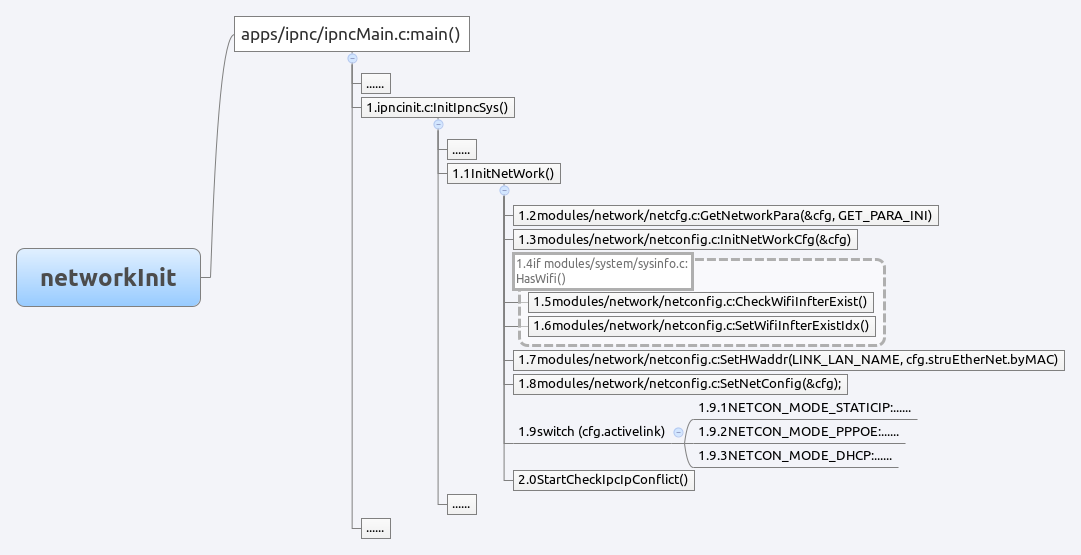 apps/ipnc/ipncMain.c:main()
......
1.ipncinit.c:InitIpncSys()
......
1.1InitNetWork()
1.2modules/network/netcfg.c:GetNetworkPara(&cfg, GET_PARA_INI)
1.3modules/network/netconfig.c:InitNetWorkCfg(&cfg)
1.4if modules/system/sysinfo.c:
HasWifi()
networkInit
1.5modules/network/netconfig.c:CheckWifiInfterExist()
1.6modules/network/netconfig.c:SetWifiInfterExistIdx()
1.7modules/network/netconfig.c:SetHWaddr(LINK_LAN_NAME, cfg.struEtherNet.byMAC)
1.8modules/network/netconfig.c:SetNetConfig(&cfg);
1.9switch (cfg.activelink)
1.9.1NETCON_MODE_STATICIP:......
1.9.2NETCON_MODE_PPPOE:......
1.9.3NETCON_MODE_DHCP:......
2.0StartCheckIpcIpConflict()
......
......